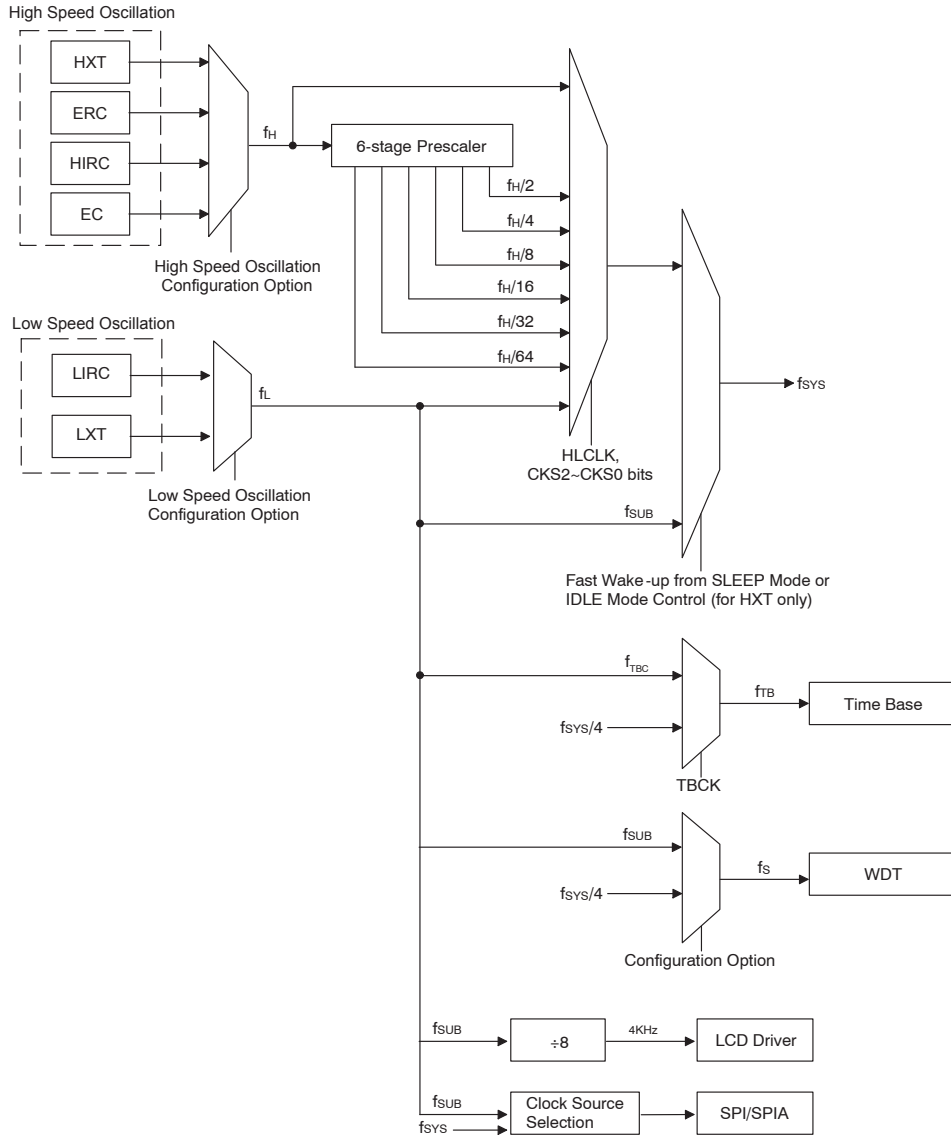 High Speed Oscillation
HXT
ERC
HIRC
EC
fH
6-stage Prescaler
fH/2
fH/4
fH/8
fH/16
fH/32
fH/64
High Speed Oscillation
Configuration Option
Low Speed Oscillation
LIRC
LXT
fL
Low Speed Oscillation
Configuration Option
HLCLK,
CKS2~CKS0 bits
fSYS
fSUB
Fast Wake-up from SLEEP Mode or
IDLE Mode Control (for HXT only)
fTBC
fSYS/4
fTB
Time Base
TBCK
fSUB
fSYS/4
fS
WDT
Configuration Option
fSUB
÷8
4KHz
LCD Driver
fSUB
fSYS
Clock Source
Selection
SPI/SPIA